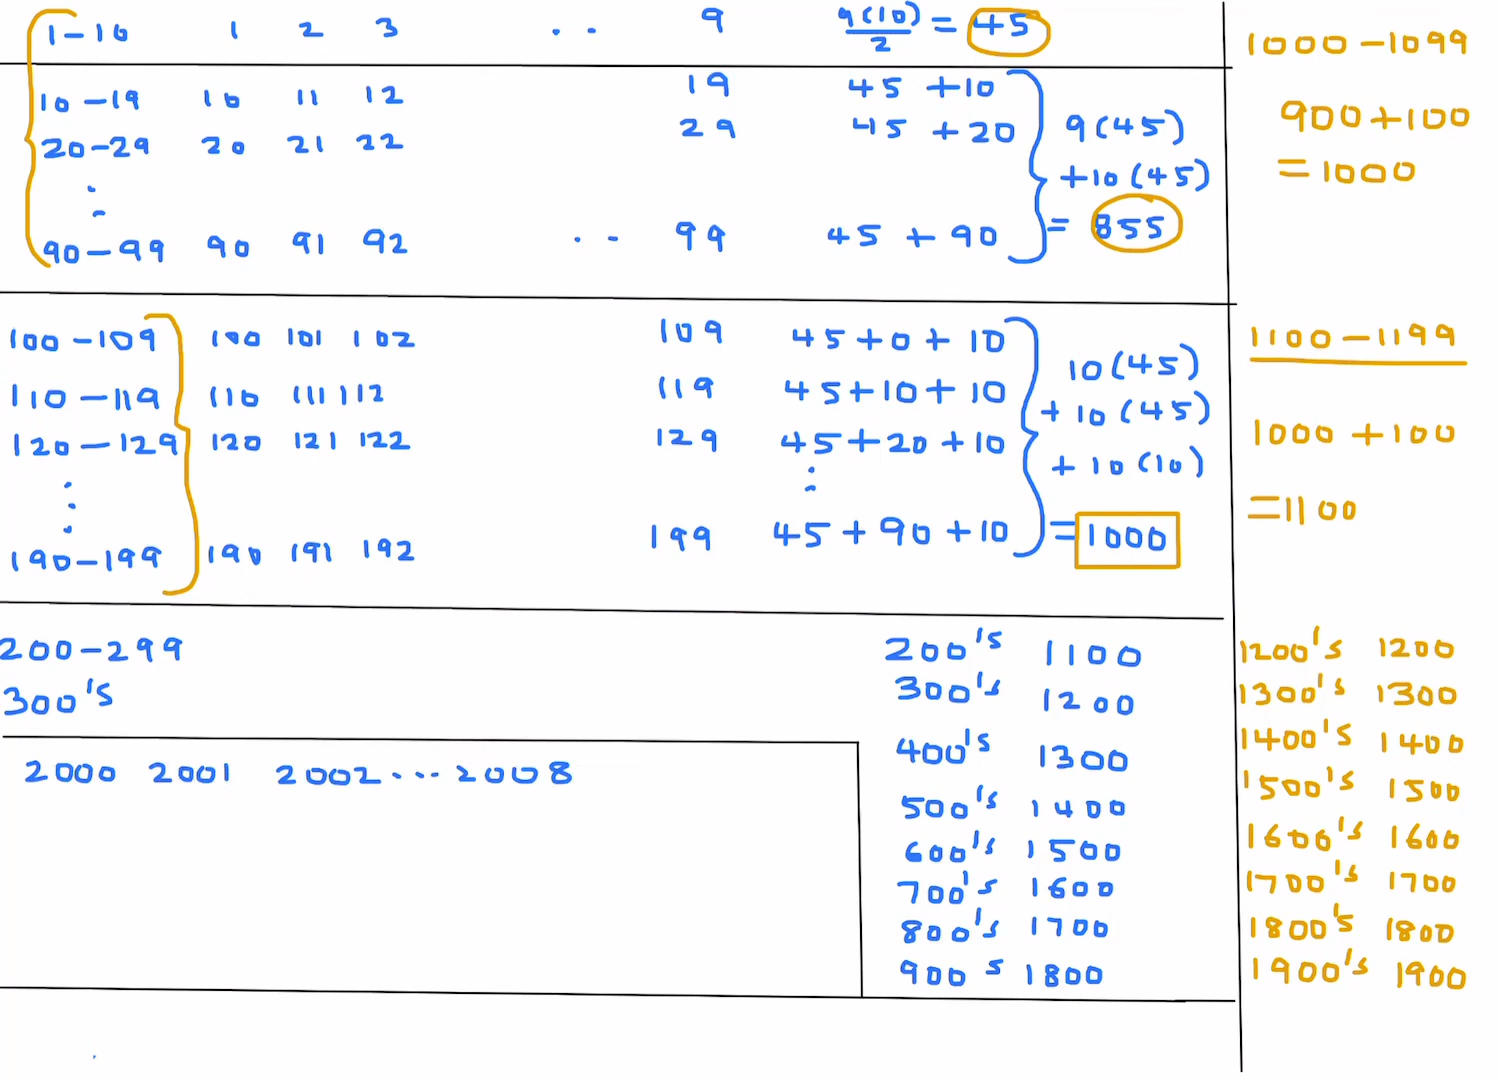 1-10 1 2 3 .. 9 9(10)/2 = 45
10-19 10 11 12 19 45 +10
20-29 20 21 22 29 45 + 20
:
90-99 90 91 92 .. 99 45 + 90
9(45)
+10(45)
= 855
100-109 100 101 102 109 45+0+10
110-119 110 111 112 119 45+10+10
120-129 120 121 122 129 45+20+10
⋮ :
190-199 190 191 192 199 45+90+10
10(45)
+ 10(45)
+ 10(10)
= 1000
200-299
300's
2000 2001 2002 ... 2008
200's 1100
300's 1200
400's 1300
500's 1400
600's 1500
700's 1600
800's 1700
900s 1800
1000-1099
900+100
=1000
1100-1199
1000+100
=1100
1200's 1200
1300's 1300
1400's 1400
1500's 1500
1600's 1600
1700's 1700
1800's 1800
1900's 1900